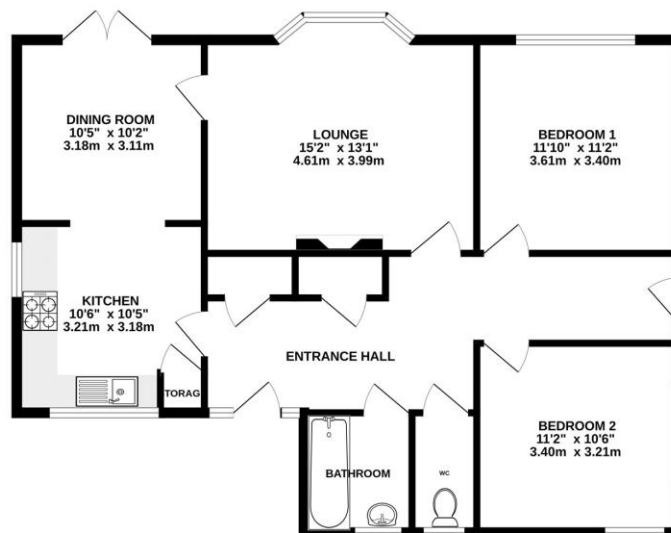 DINING ROOM
10'5" x 10'2"
3.18m x 3.11m
LOUNGE
15'2" x 13'1"
4.61m x 3.99m
BEDROOM 1
11'10" x 11'2"
3.61m x 3.40m
KITCHEN
10'6" x 10'5"
3.21m x 3.18m
TORAG
ENTRANCE HALL
BATHROOM
WC
BEDROOM 2
11'2" x 10'6"
3.40m x 3.21m